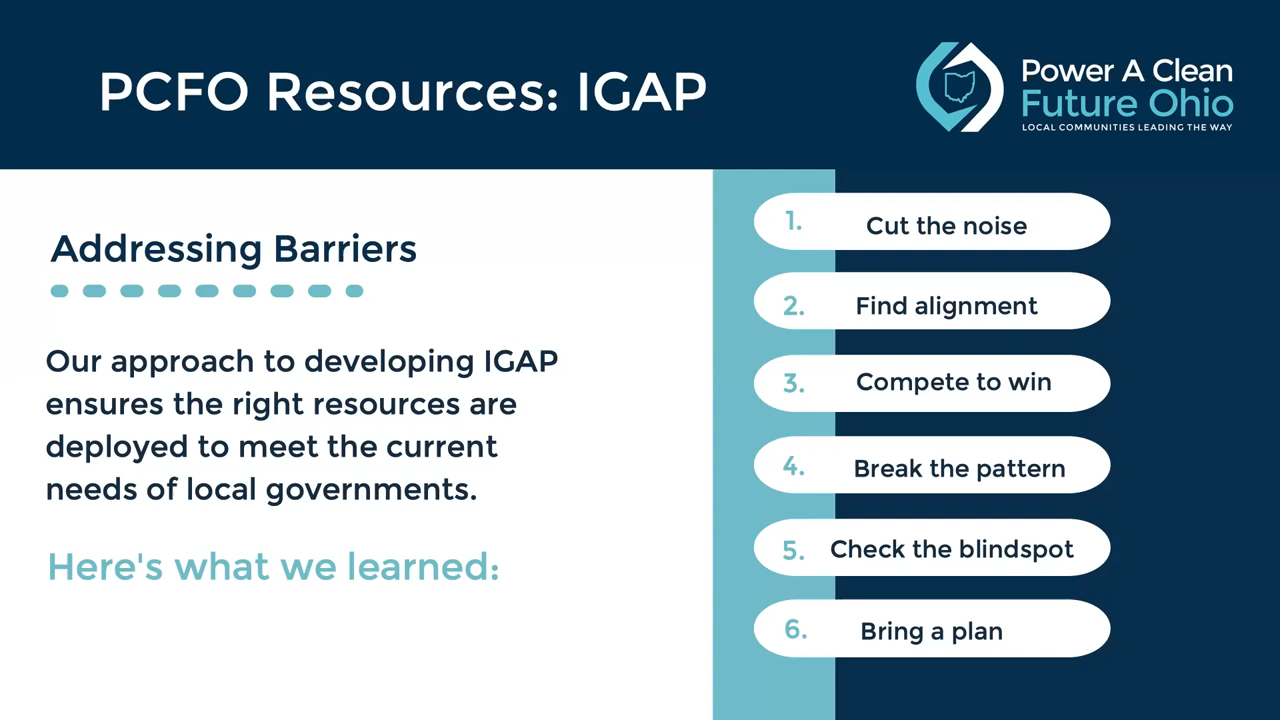 PCFO Resources: IGAP
Power A Clean
Future Ohio
LOCAL COMMUNITIES LEADING THE WAY
Addressing Barriers
Our approach to developing IGAP
ensures the right resources are
deployed to meet the current
needs of local governments.
Here's what we learned:
1. Cut the noise
2. Find alignment
3. Compete to win
4. Break the pattern
5. Check the blindspot
6. Bring a plan